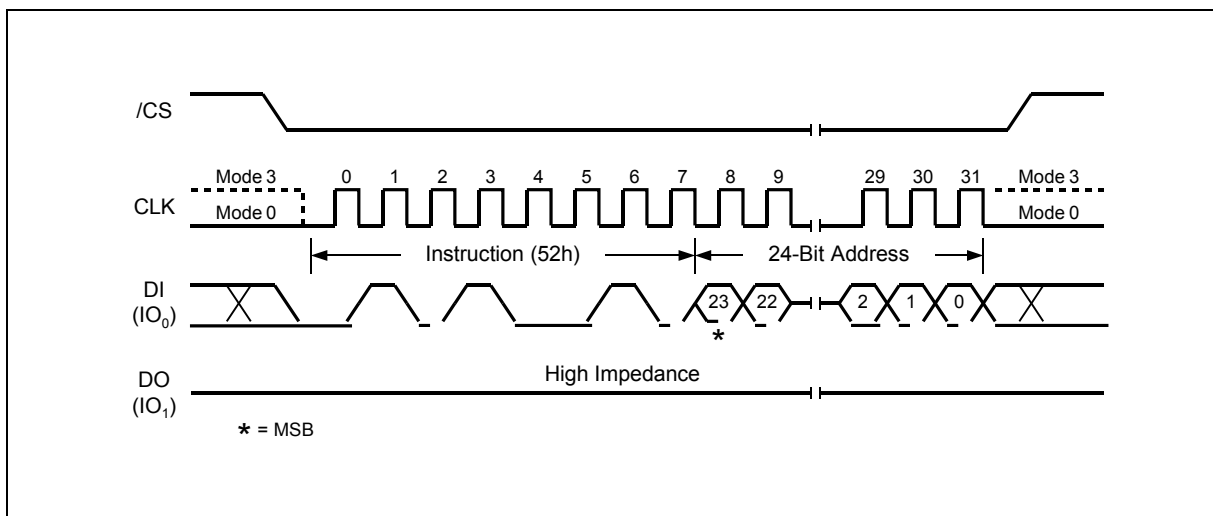 /CS
Mode 3 0 1 2 3 4 5 6 7 8 9 29 30 31 Mode 3
CLK
Mode 0 Mode 0
Instruction (52h) 24-Bit Address
DI
(IO0) 23 22 2 1 0
*
High Impedance
DO
(IO1)
* = MSB